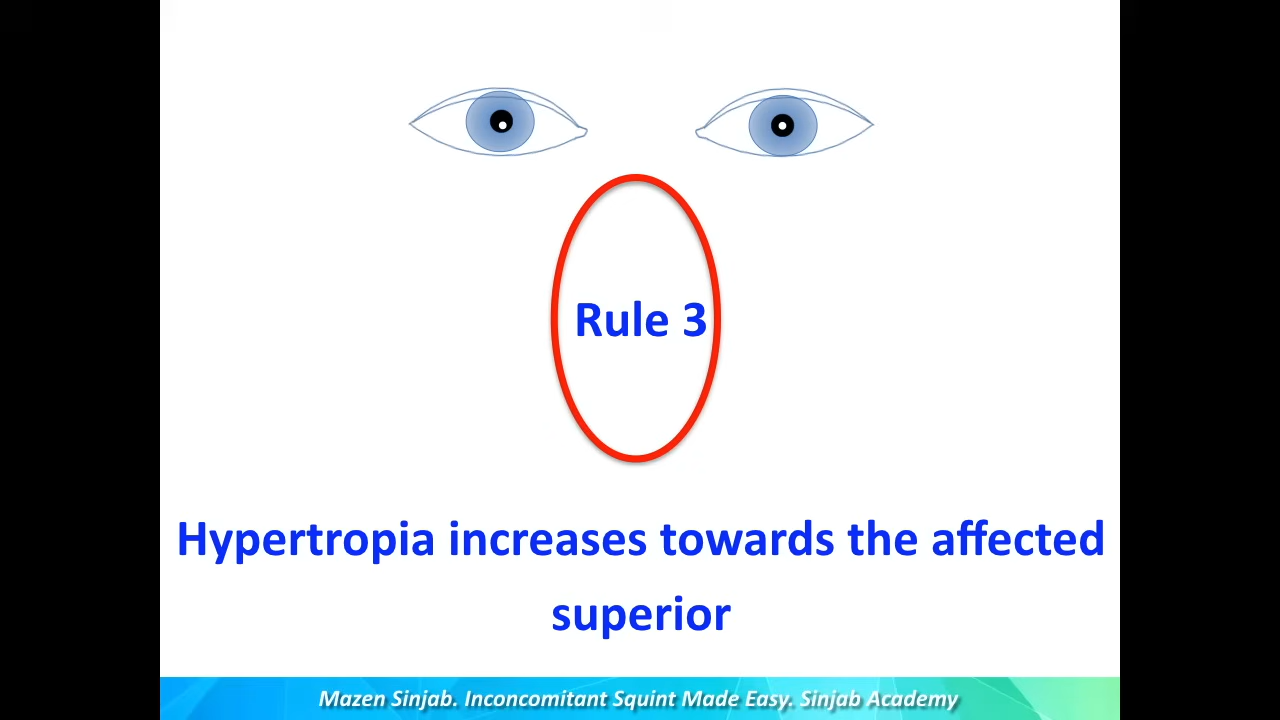 Rule 3
Hypertropia increases towards the affected
superior
Mazen Sinjab. Inconcomitant Squint Made Easy. Sinjab Academy